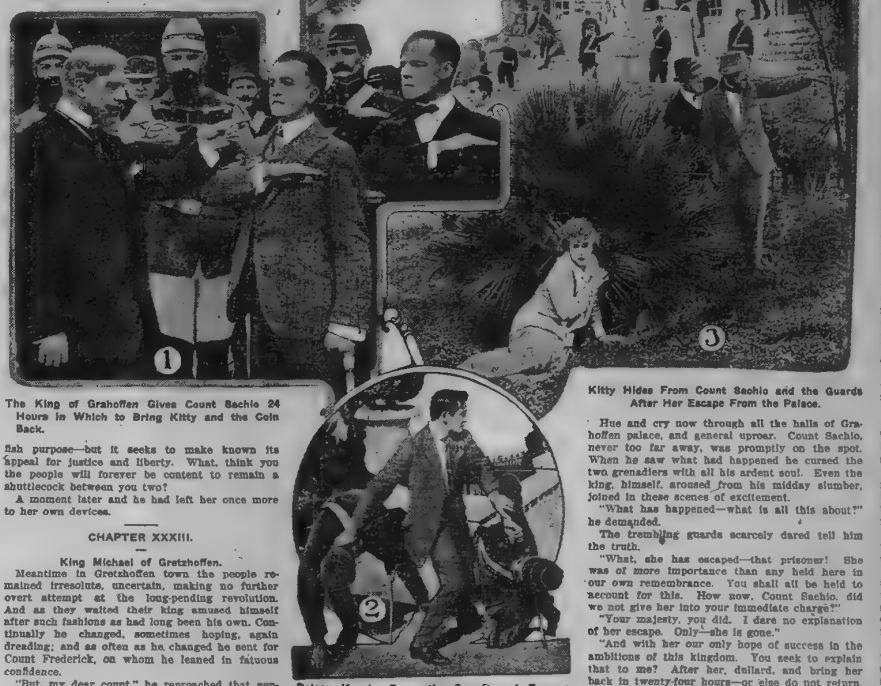 1
3
2
The King of Grahoffen Gives Count Sachio 24
Hours in Which to Bring Kitty and the Coin
Back.
fish purpose—but it seeks to make known its
appeal for justice and liberty. What, think you
the people will forever be content to remain a
shuttlecock between you two?
A moment later and he had left her once more
to her own devices.
CHAPTER XXXIII.
King Michael of Gretzhoffen.
Meantime in Gretzhoffen town the people re-
mained irresolute, uncertain, making no further
overt attempt at the long-pending revolution.
And as they waited their king amused himself
after such fashions as had long been his own. Con-
tinually he changed, sometimes hoping, again
dreading; and as often as he changed he sent for
Count Frederick, on whom he leaned in fatuous
confidence.
"But, my dear count," he reproached that
Kitty Hides From Count Sachio and the Guards
After Her Escape From the Palace.
Hue and cry now through all the halls of Gra-
hoffen palace, and general uproar. Count Sachio,
never too far away, was promptly on the spot.
When he saw what had happened he cursed the
two grenadiers with all his ardent soul. Even the
king, himself, aroused from his midday slumber,
joined in these scenes of excitement.
"What has happened—what is all this about?"
he demanded.
The trembling guards scarcely dared tell him
the truth.
"What, she has escaped—that prisoner! She
was of more importance than any held here in
our own remembrance. You shall all be held to
account for this. How now, Count Sachio, did
we not give her into your immediate charge?"
"Your majesty, you did. I dare no explanation
of her escape. Only—she is gone."
"And with her our only hope of success in the
ambitions of this kingdom. You seek to explain
that to me? After her, dullard, and bring her
back in twenty-four hours—or else do not return